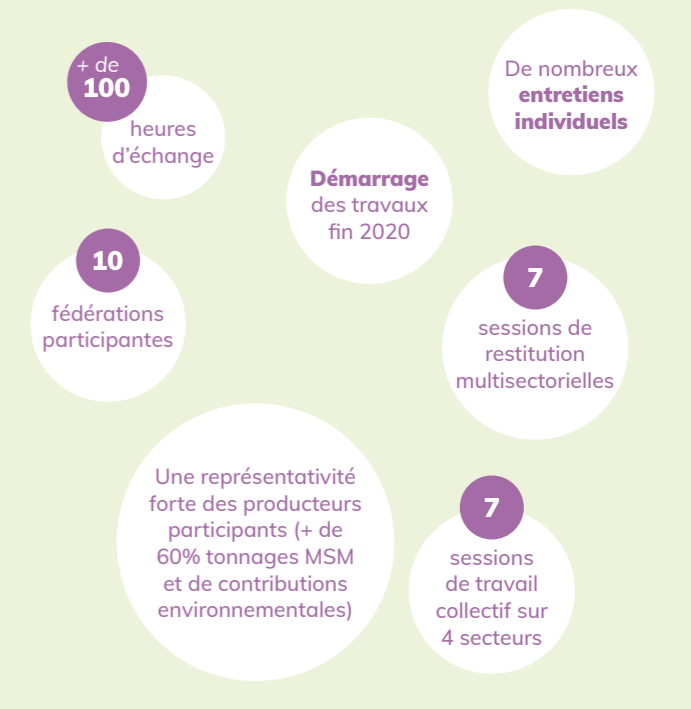 + de
100
heures
d'échange
De nombreux
entretiens
individuels
Démarrage
des travaux
fin 2020
10
fédérations
participantes
7
sessions de
restitution
multisectorielles
Une représentativité
forte des producteurs
participants (+ de
60% tonnages MSM
et de contributions
environnementales)
7
sessions
de travail
collectif sur
4 secteurs